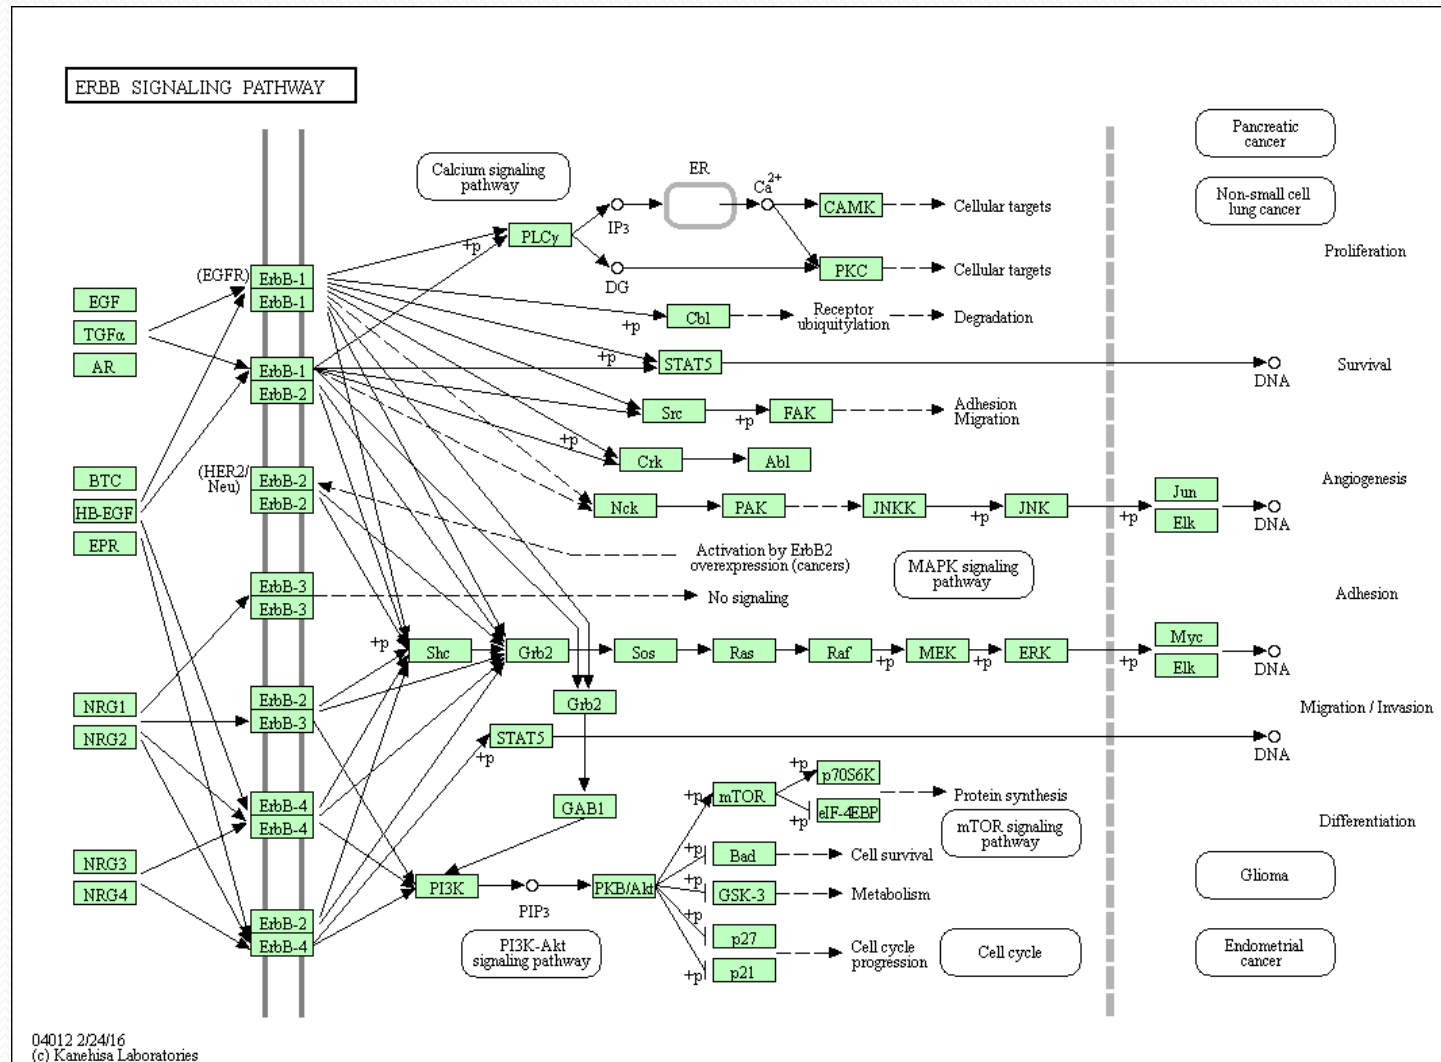 ERBB SIGNALING PATHWAY
Pancreatic
cancer
Calcium signaling
pathway
ER
Ca2+
Non-small cell
lung cancer
IP3
CAMK
Cellular targets
+p
PLCγ
Proliferation
(EGFR)
ErbB-1
ErbB-1
DG
PKC
Cellular targets
EGF
TGFα
AR
+p
Cbl
Receptor
ubiquitylation
Degradation
ErbB-1
ErbB-2
+p
STAT5
DNA
Survival
Src
+p
FAK
Adhesion
Migration
+p
Crk
Abl
BTC
HB-EGF
EPR
(HER2/
Neu)
ErbB-2
ErbB-2
Nck
PAK
JNKK
+p
JNK
+p
Jun
Elk
DNA
Angiogenesis
Activation by ErbB2
overexpression (cancers)
MAPK signaling
pathway
ErbB-3
ErbB-3
No signaling
Adhesion
+p
Shc
Grb2
Sos
Ras
Raf
+p
MEK
+p
ERK
+p
Myc
Elk
DNA
NRG1
NRG2
ErbB-2
ErbB-3
Grb2
Migration / Invasion
+p
STAT5
DNA
ErbB-4
ErbB-4
GAB1
+p
mTOR
+p
p70S6K
+p
eIF-4EBP
Protein synthesis
mTOR signaling
pathway
Differentiation
NRG3
NRG4
+p
Bad
Cell survival
PI3K
PIP3
PKB/Akt
+p
GSK-3
Metabolism
Glioma
ErbB-2
ErbB-4
PI3K-Akt
signaling pathway
+p
p27
+p
p21
Cell cycle
progression
Cell cycle
Endometrial
cancer
04012 2/24/16
(c) Kanehisa Laboratories